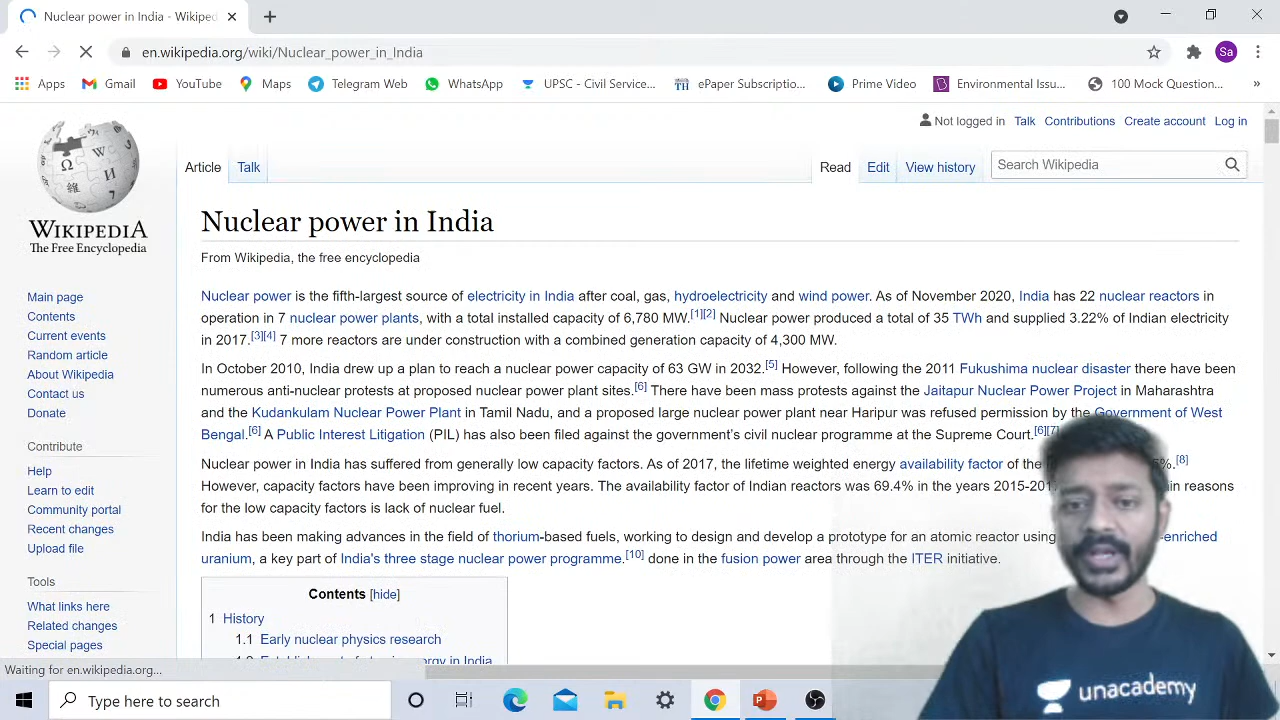 Nuclear power in India - Wikiped
en.wikipedia.org/wiki/Nuclear_power_in_India
Sa
Apps Gmail YouTube Maps Telegram Web WhatsApp UPSC - Civil Service... TH ePaper Subscriptio... Prime Video Environmental Issu... 100 Mock Question... »
Not logged in Talk Contributions Create account Log in
Article Talk Read Edit View history Search Wikipedia
WIKIPEDIA
The Free Encyclopedia
Main page
Contents
Current events
Random article
About Wikipedia
Contact us
Donate
Contribute
Help
Learn to edit
Community portal
Recent changes
Upload file
Tools
What links here
Related changes
Special pages
Nuclear power in India
From Wikipedia, the free encyclopedia
Nuclear power is the fifth-largest source of electricity in India after coal, gas, hydroelectricity and wind power. As of November 2020, India has 22 nuclear reactors in
operation in 7 nuclear power plants, with a total installed capacity of 6,780 MW.[1][2] Nuclear power produced a total of 35 TWh and supplied 3.22% of Indian electricity
in 2017.[3][4] 7 more reactors are under construction with a combined generation capacity of 4,300 MW.
In October 2010, India drew up a plan to reach a nuclear power capacity of 63 GW in 2032.[5] However, following the 2011 Fukushima nuclear disaster there have been
numerous anti-nuclear protests at proposed nuclear power plant sites.[6] There have been mass protests against the Jaitapur Nuclear Power Project in Maharashtra
and the Kudankulam Nuclear Power Plant in Tamil Nadu, and a proposed large nuclear power plant near Haripur was refused permission by the Government of West
Bengal.[6] A Public Interest Litigation (PIL) has also been filed against the government's civil nuclear programme at the Supreme Court.[6][7]
Nuclear power in India has suffered from generally low capacity factors. As of 2017, the lifetime weighted energy availability factor of the %.[8]
However, capacity factors have been improving in recent years. The availability factor of Indian reactors was 69.4% in the years 2015-201 in reasons
for the low capacity factors is lack of nuclear fuel.
India has been making advances in the field of thorium-based fuels, working to design and develop a prototype for an atomic reactor using -enriched
uranium, a key part of India's three stage nuclear power programme.[10] done in the fusion power area through the ITER initiative.
Contents [hide]
1 History
1.1 Early nuclear physics research
Waiting for en.wikipedia.org...
Type here to search
unacademy